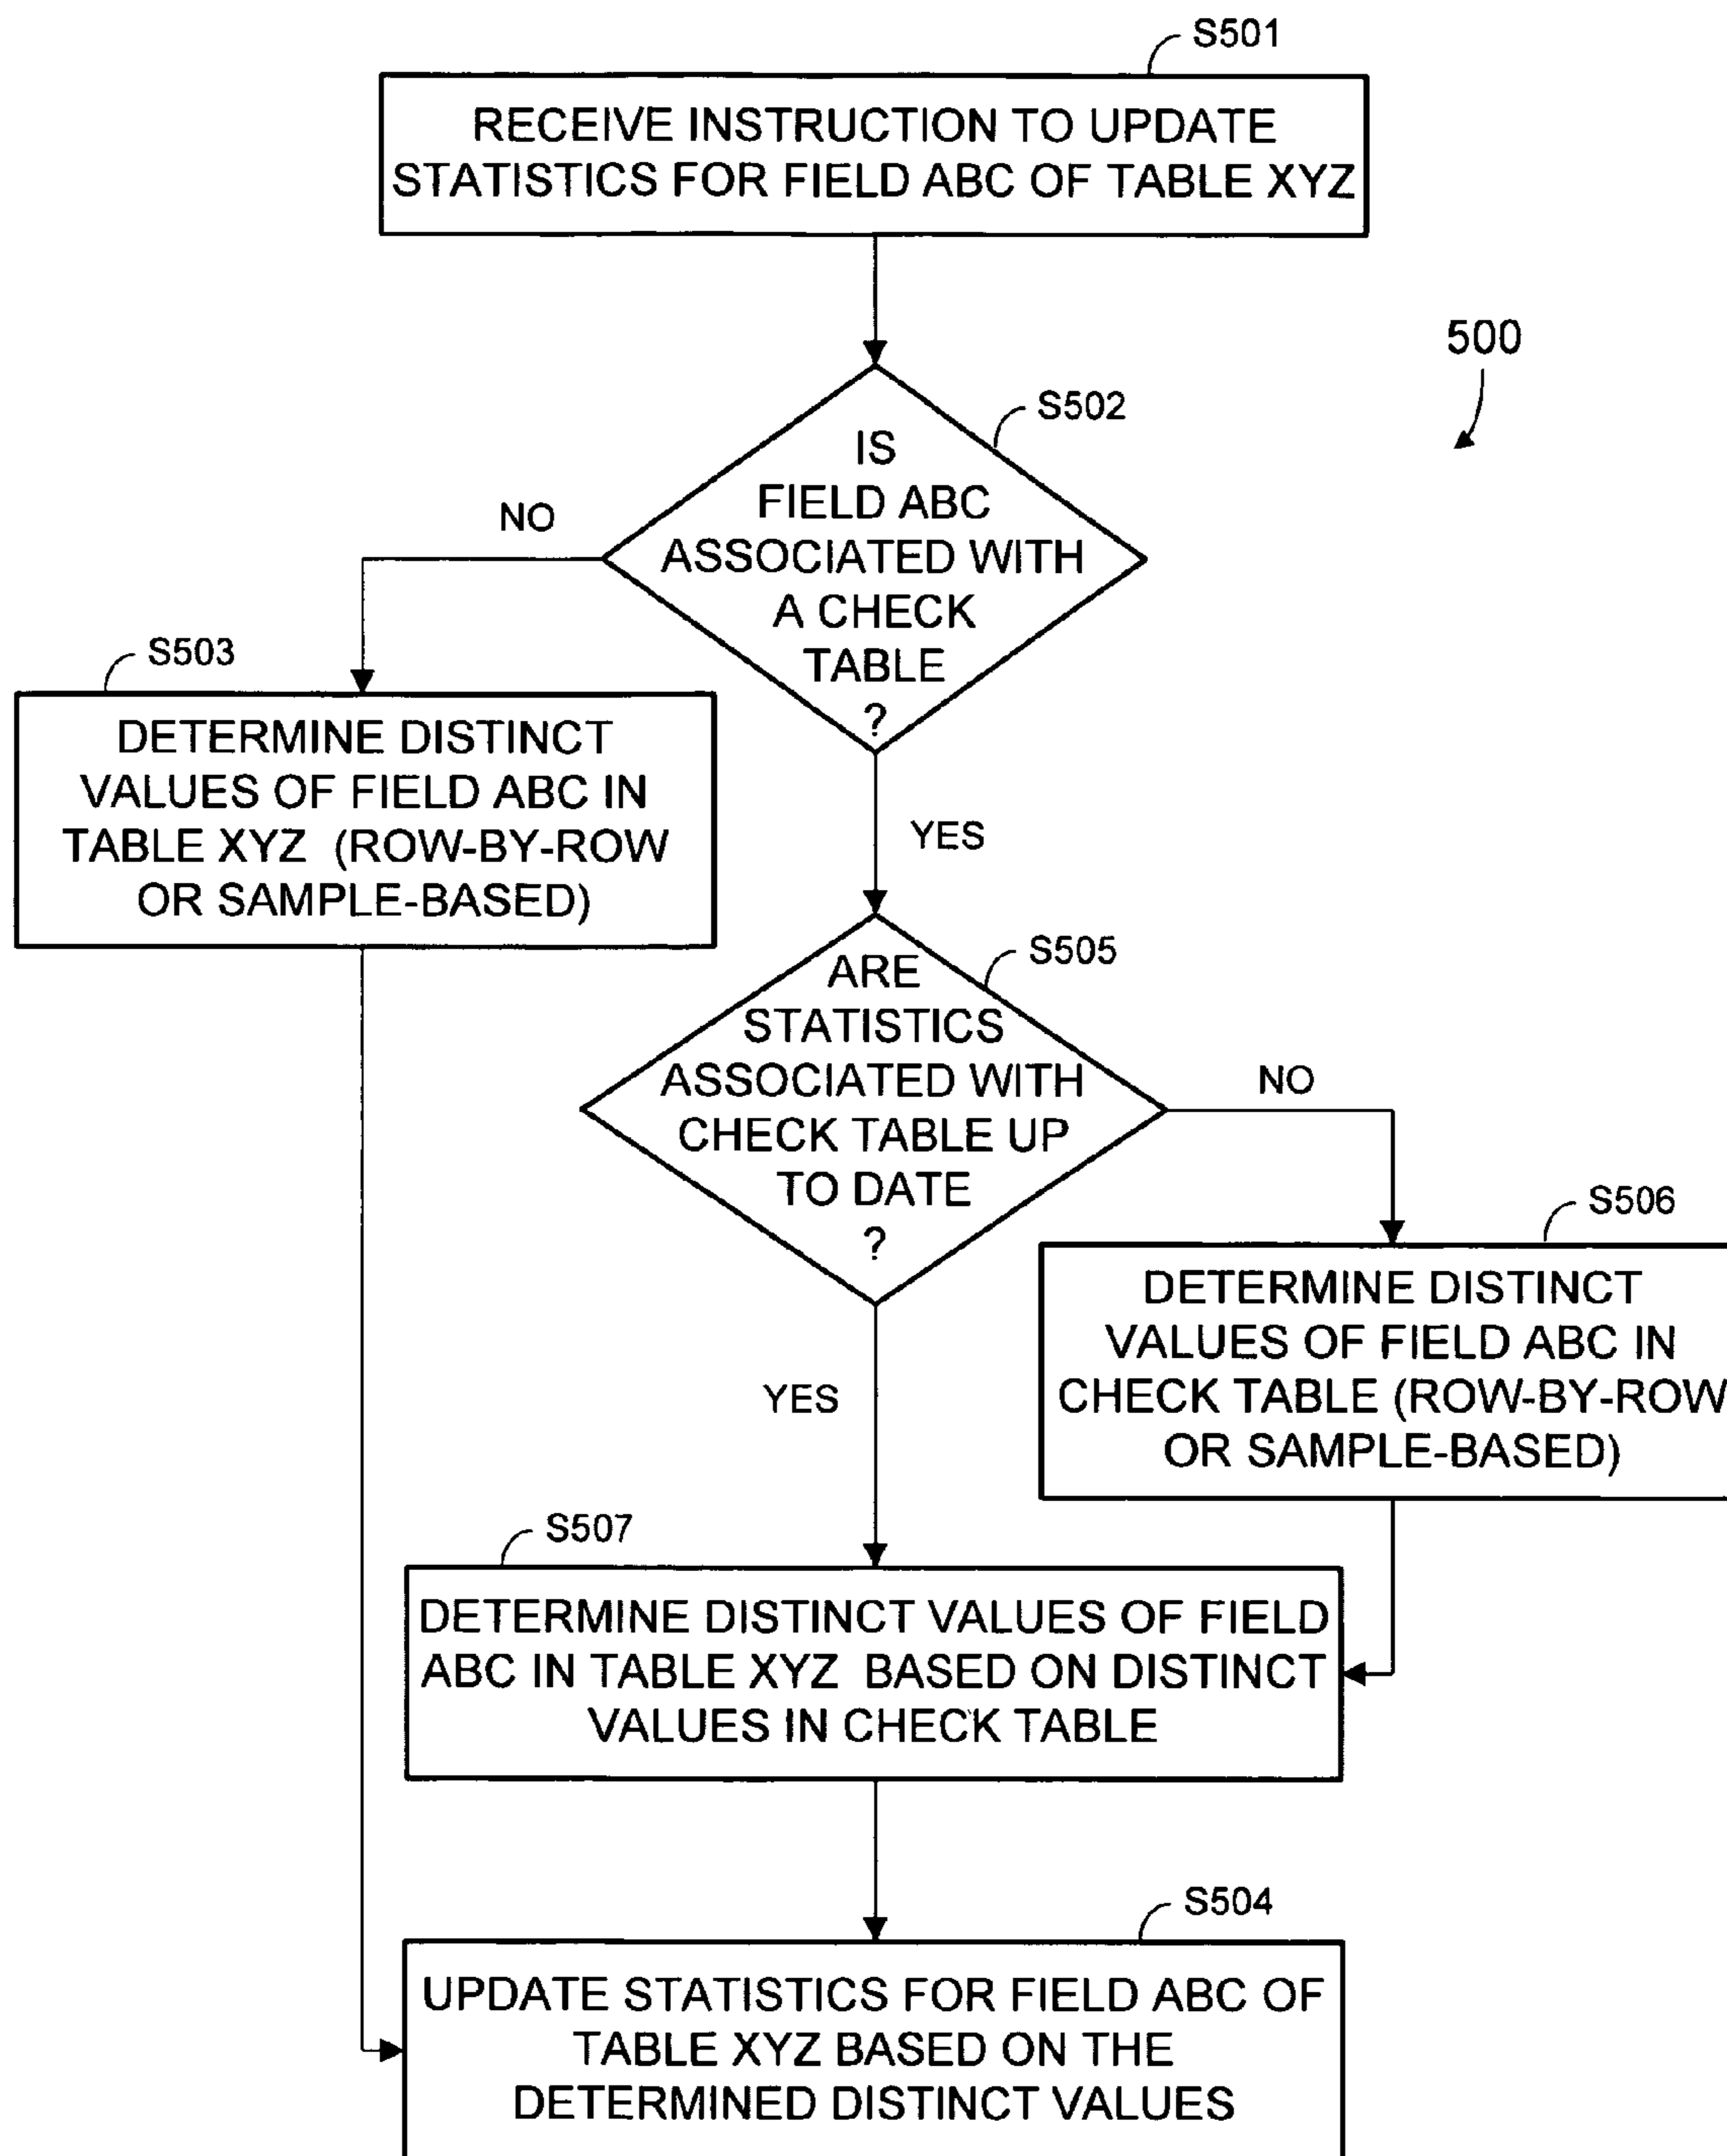 S501
RECEIVE INSTRUCTION TO UPDATE
STATISTICS FOR FIELD ABC OF TABLE XYZ
500
S502
IS
FIELD ABC
ASSOCIATED WITH
A CHECK
TABLE
?
NO
S503
DETERMINE DISTINCT
VALUES OF FIELD ABC IN
TABLE XYZ (ROW-BY-ROW
OR SAMPLE-BASED)
YES
S505
ARE
STATISTICS
ASSOCIATED WITH
CHECK TABLE UP
TO DATE
?
NO
S506
DETERMINE DISTINCT
VALUES OF FIELD ABC IN
CHECK TABLE (ROW-BY-ROW
OR SAMPLE-BASED)
YES
S507
DETERMINE DISTINCT VALUES OF FIELD
ABC IN TABLE XYZ BASED ON DISTINCT
VALUES IN CHECK TABLE
S504
UPDATE STATISTICS FOR FIELD ABC OF
TABLE XYZ BASED ON THE
DETERMINED DISTINCT VALUES